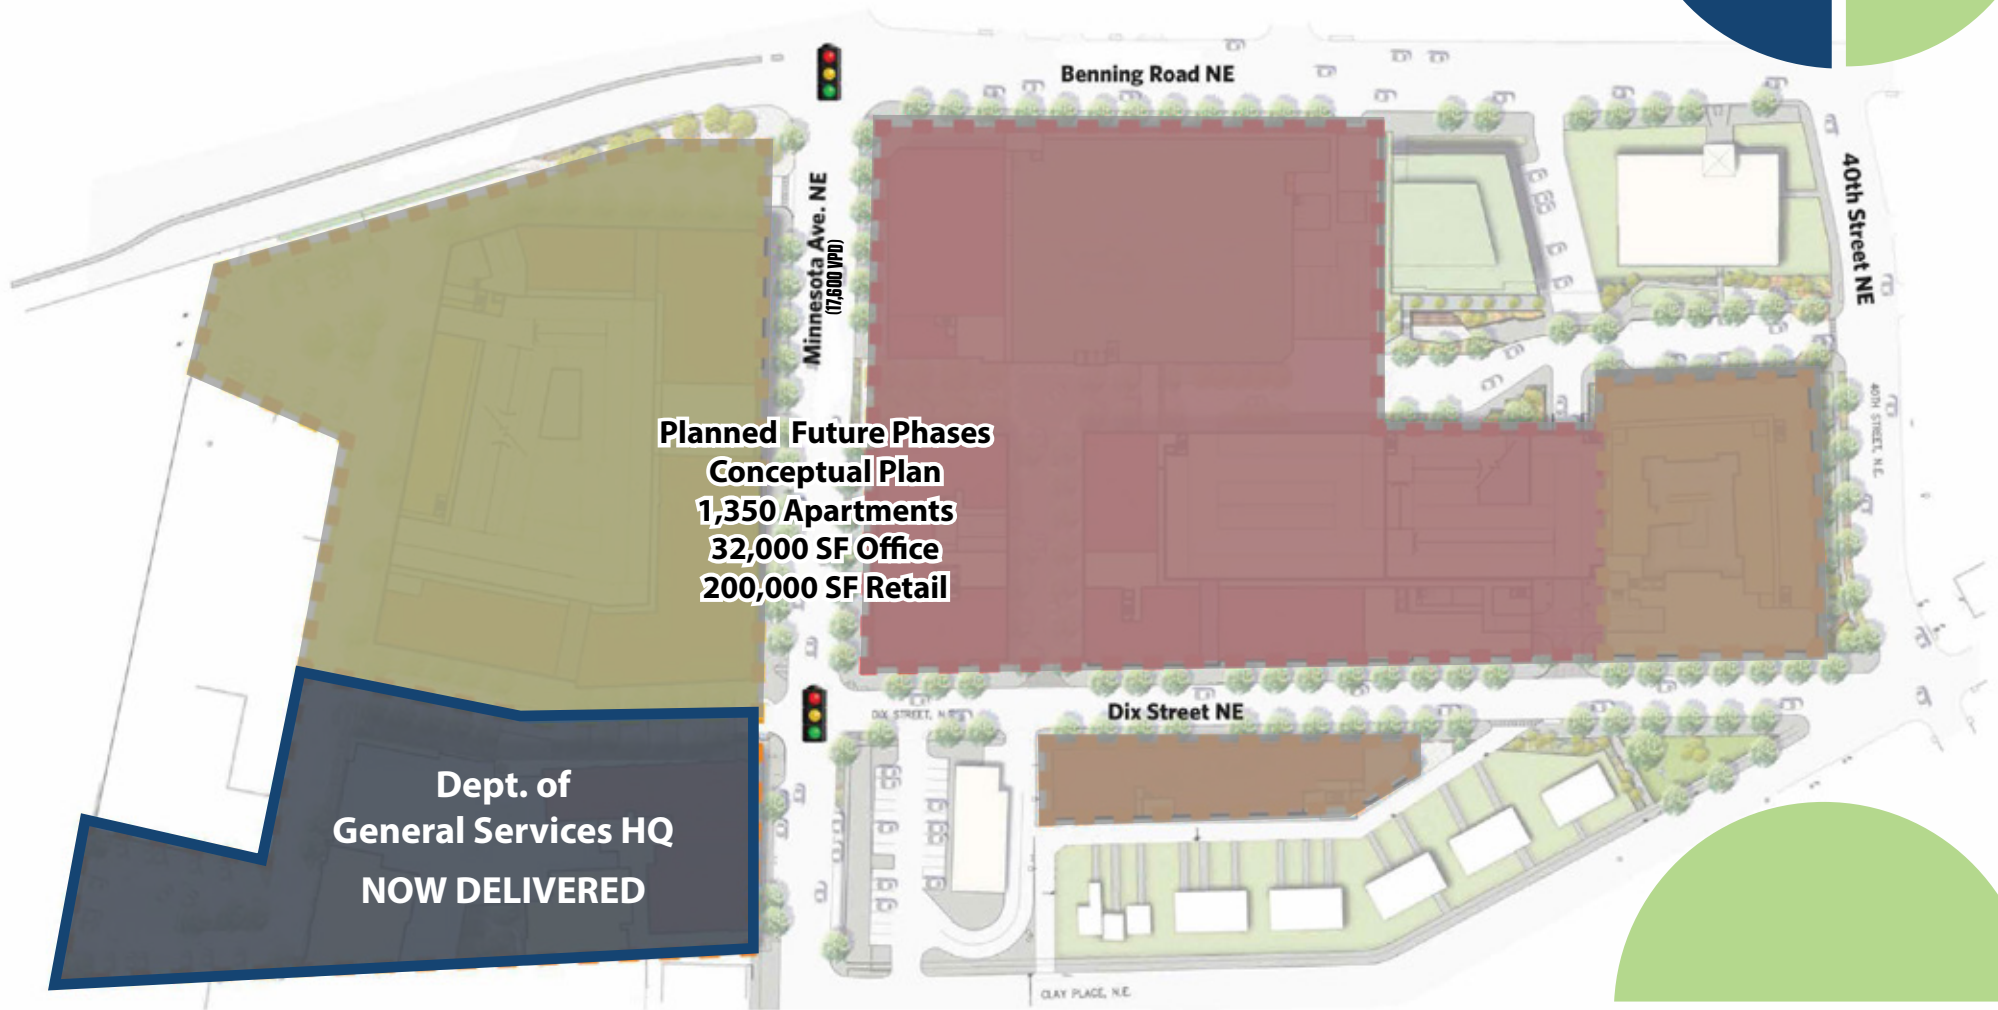 Benning Road NE
40th Street NE
Minnesota Ave. NE
(17,600 VPD)
40TH STREET, N.E.
Planned Future Phases
Conceptual Plan
1,350 Apartments
32,000 SF Office
200,000 SF Retail
DIX STREET, N.E.
Dix Street NE
Dept. of
General Services HQ
NOW DELIVERED
CLAY PLACE, N.E.